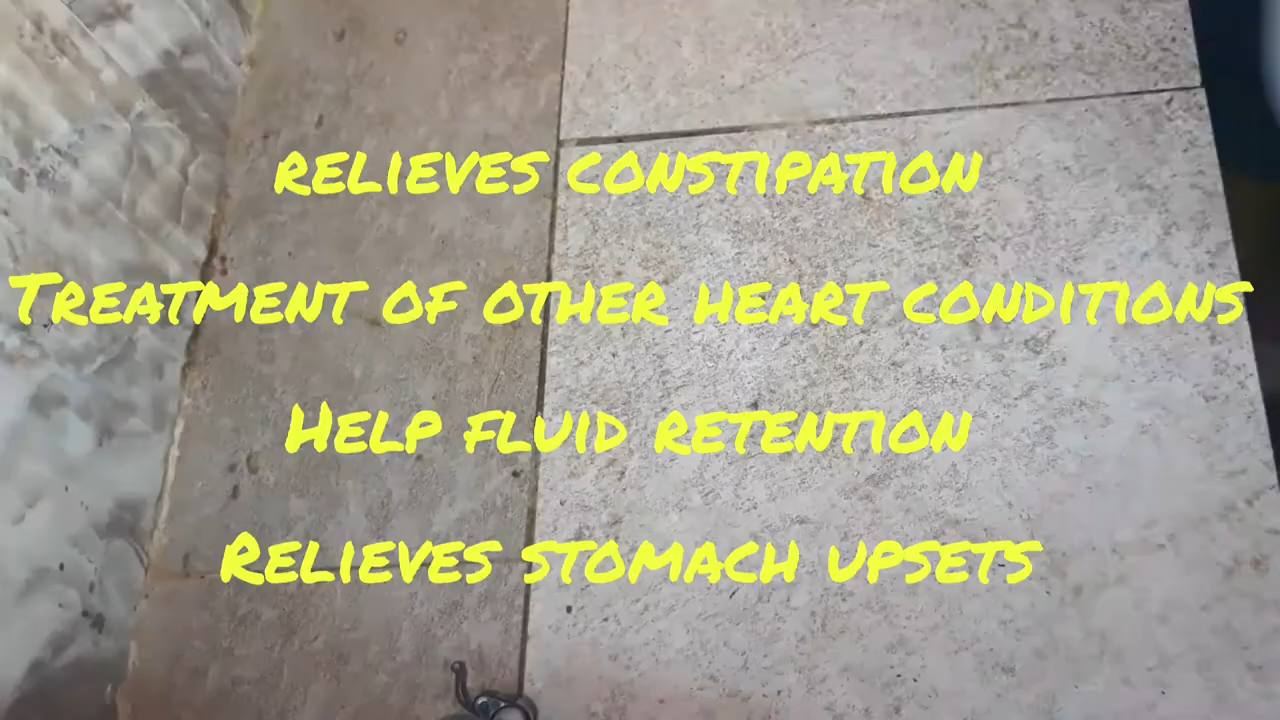 RELIEVES CONSTIPATION
TREATMENT OF OTHER HEART CONDITIONS
HELP FLUID RETENTION
RELIEVES STOMACH UPSETS